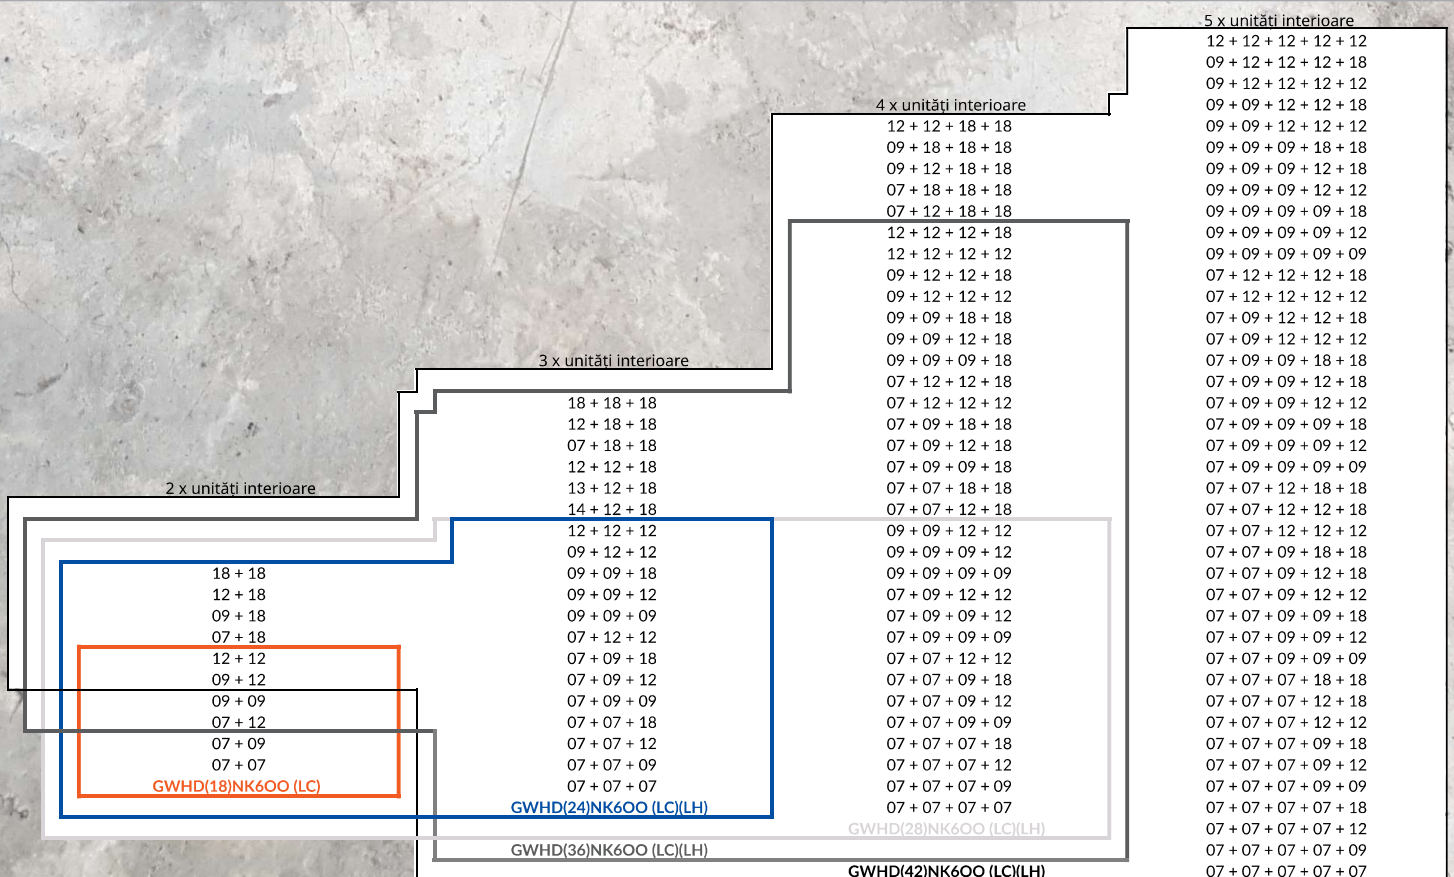 2 x unități interioare
18 + 18
12 + 18
09 + 18
07 + 18
12 + 12
09 + 12
09 + 09
07 + 12
07 + 09
07 + 07
GWHD(18)NK6OO (LC)
3 x unități interioare
18 + 18 + 18
12 + 18 + 18
07 + 18 + 18
12 + 12 + 18
13 + 12 + 18
14 + 12 + 18
12 + 12 + 12
09 + 12 + 12
09 + 09 + 18
09 + 09 + 12
09 + 09 + 09
07 + 12 + 12
07 + 09 + 18
07 + 09 + 12
07 + 09 + 09
07 + 07 + 18
07 + 07 + 12
07 + 07 + 09
07 + 07 + 07
GWHD(24)NK6OO (LC)(LH)
GWHD(36)NK6OO (LC)(LH)
4 x unități interioare
12 + 12 + 18 + 18
09 + 18 + 18 + 18
09 + 12 + 18 + 18
07 + 18 + 18 + 18
07 + 12 + 18 + 18
12 + 12 + 12 + 18
12 + 12 + 12 + 12
09 + 12 + 12 + 18
09 + 12 + 12 + 12
09 + 09 + 18 + 18
09 + 09 + 12 + 18
09 + 09 + 09 + 18
07 + 12 + 12 + 18
07 + 12 + 12 + 12
07 + 09 + 18 + 18
07 + 09 + 12 + 18
07 + 09 + 09 + 18
07 + 07 + 18 + 18
07 + 07 + 12 + 18
09 + 09 + 12 + 12
09 + 09 + 09 + 12
09 + 09 + 09 + 09
07 + 09 + 12 + 12
07 + 09 + 09 + 12
07 + 09 + 09 + 09
07 + 07 + 12 + 12
07 + 07 + 09 + 18
07 + 07 + 09 + 12
07 + 07 + 09 + 09
07 + 07 + 07 + 18
07 + 07 + 07 + 12
07 + 07 + 07 + 09
07 + 07 + 07 + 07
GWHD(28)NK6OO (LC)(LH)
GWHD(42)NK6OO (LC)(LH)
5 x unități interioare
12 + 12 + 12 + 12 + 12
09 + 12 + 12 + 12 + 18
09 + 12 + 12 + 12 + 12
09 + 09 + 12 + 12 + 18
09 + 09 + 12 + 12 + 12
09 + 09 + 09 + 18 + 18
09 + 09 + 09 + 12 + 18
09 + 09 + 09 + 12 + 12
09 + 09 + 09 + 09 + 18
09 + 09 + 09 + 09 + 12
09 + 09 + 09 + 09 + 09
07 + 12 + 12 + 12 + 18
07 + 12 + 12 + 12 + 12
07 + 09 + 12 + 12 + 18
07 + 09 + 12 + 12 + 12
07 + 09 + 09 + 18 + 18
07 + 09 + 09 + 12 + 18
07 + 09 + 09 + 12 + 12
07 + 09 + 09 + 09 + 18
07 + 09 + 09 + 09 + 12
07 + 09 + 09 + 09 + 09
07 + 07 + 12 + 18 + 18
07 + 07 + 12 + 12 + 18
07 + 07 + 12 + 12 + 12
07 + 07 + 09 + 18 + 18
07 + 07 + 09 + 12 + 18
07 + 07 + 09 + 12 + 12
07 + 07 + 09 + 09 + 18
07 + 07 + 09 + 09 + 12
07 + 07 + 09 + 09 + 09
07 + 07 + 07 + 18 + 18
07 + 07 + 07 + 12 + 18
07 + 07 + 07 + 12 + 12
07 + 07 + 07 + 09 + 18
07 + 07 + 07 + 09 + 12
07 + 07 + 07 + 09 + 09
07 + 07 + 07 + 07 + 18
07 + 07 + 07 + 07 + 12
07 + 07 + 07 + 07 + 09
07 + 07 + 07 + 07 + 07